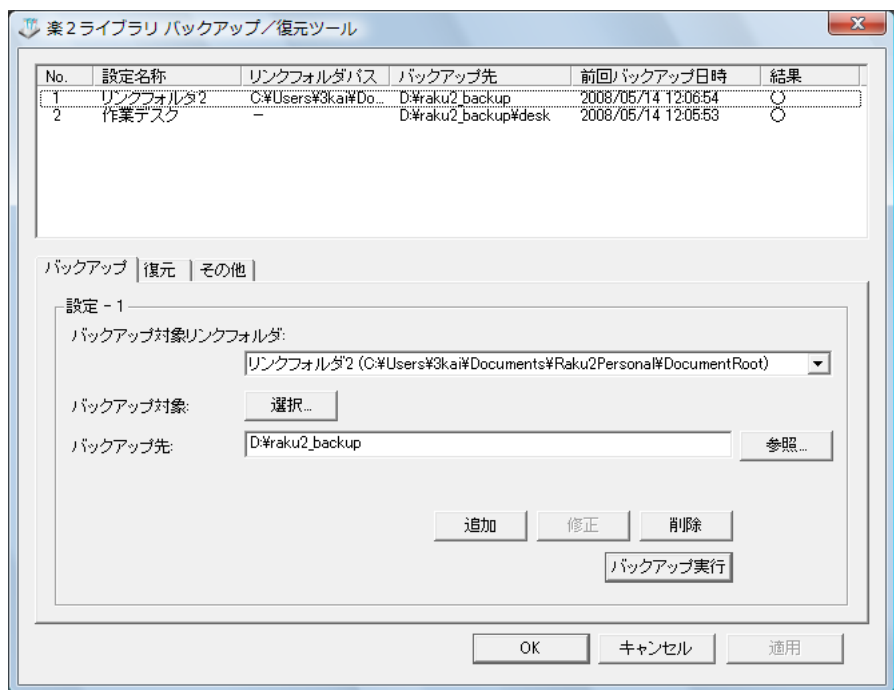 楽2ライブラリ バックアップ/復元ツール
No. 設定名称 リンクフォルダパス バックアップ先 前回バックアップ日時 結果
1 リンクフォルダ2 C:¥Users¥3kai¥Do... D:¥raku2_backup 2008/05/14 12:06:54 ○
2 作業デスク － D:¥raku2_backup¥desk 2008/05/14 12:05:53 ○
バックアップ 復元 その他
設定 - 1
バックアップ対象リンクフォルダ:
リンクフォルダ2 (C:¥Users¥3kai¥Documents¥Raku2Personal¥DocumentRoot)
バックアップ対象: 選択...
バックアップ先: D:¥raku2_backup 参照...
追加 修正 削除
バックアップ実行
OK キャンセル 適用